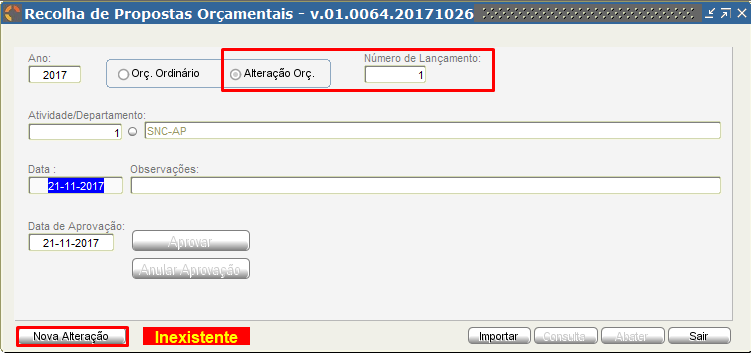 Recolha de Propostas Orçamentais - v.01.0064.20171026
Ano:
Número de Lançamento:
2017
Orç. Ordinário
Alteração Orç.
1
Atividade/Departamento:
1
SNC-AP
Data :
Observações:
21-11-2017
Data de Aprovação:
21-11-2017
Aprovar
Anular Aprovação
Nova Alteração
Inexistente
Importar
Consulta
Abater
Sair